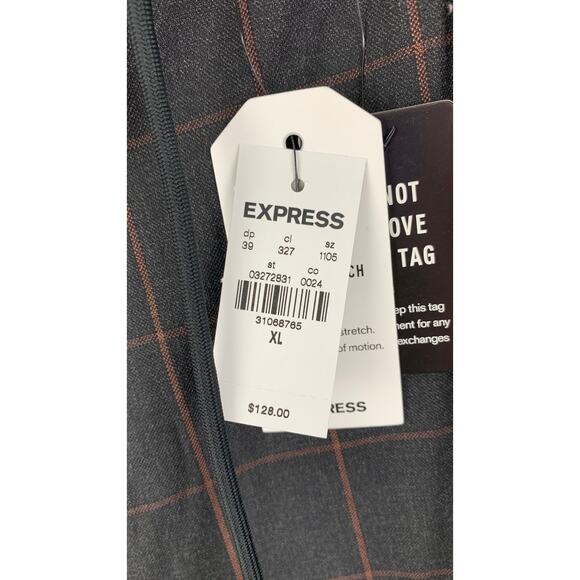 EXPRESS
dp cl sz
39 327 1105
st co
03272831 0024
31068765
XL
$128.00
CH
stretch.
of motion.
RESS
NOT
OVE
TAG
ep this tag
ment for any
exchanges